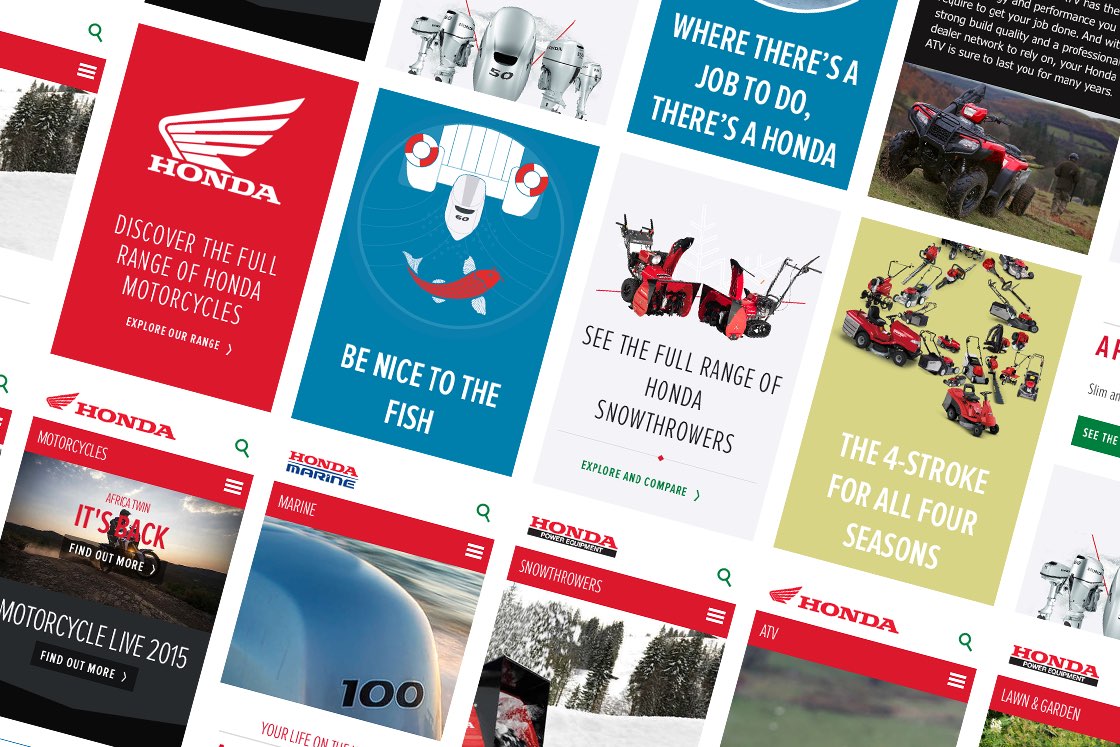 50
WHERE THERE'S A
JOB TO DO,
THERE'S A HONDA
ATV has the
and performance you
require to get your job done. And with
strong build quality and a professional
dealer network to rely on, your Honda
ATV is sure to last you for many years.
HONDA
DISCOVER THE FULL
RANGE OF HONDA
MOTORCYCLES
EXPLORE OUR RANGE
60
BE NICE TO THE
FISH
SEE THE FULL RANGE OF
HONDA
SNOWTHROWERS
EXPLORE AND COMPARE
THE 4-STROKE
FOR ALL FOUR
SEASONS
Slim an
SEE THE
HONDA
MOTORCYCLES
AFRICA TWIN
IT'S BACK
FIND OUT MORE
MOTORCYCLE LIVE 2015
FIND OUT MORE
HONDA
MARINE
MARINE
100
YOUR LIFE ON THE
HONDA
POWER EQUIPMENT
SNOWTHROWERS
HONDA
ATV
HONDA
POWER EQUIPMENT
LAWN & GARDEN